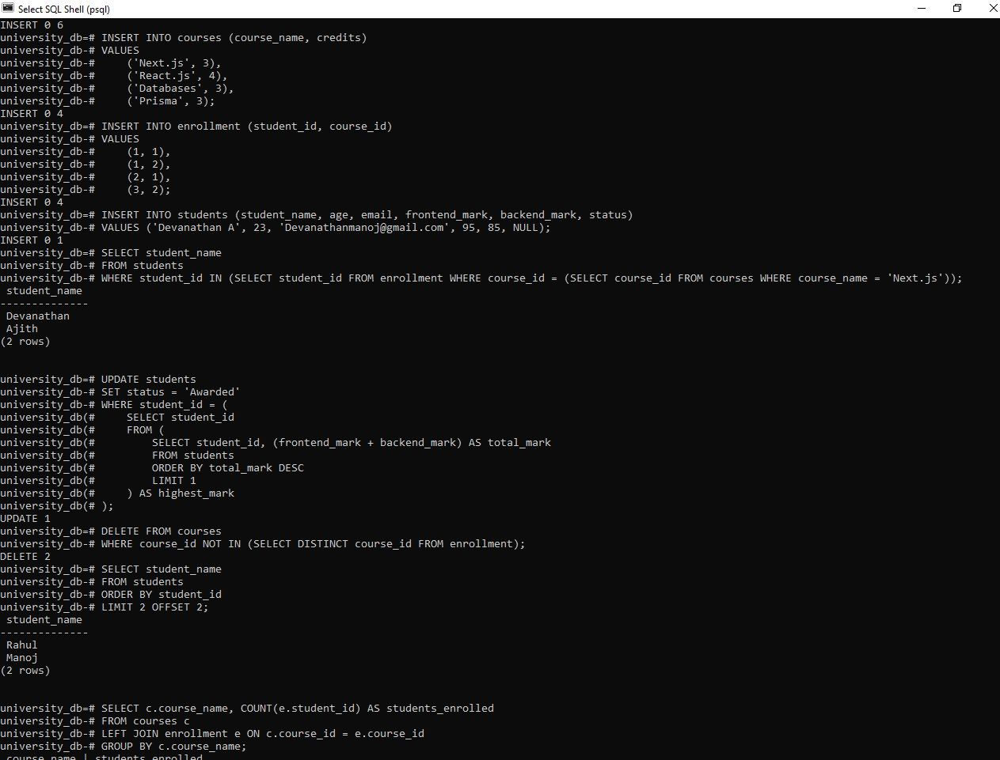 Select SQL Shell (psql)
INSERT 0 6
university_db=# INSERT INTO courses (course_name, credits)
university_db-# VALUES
university_db-#     ('Next.js', 3),
university_db-#     ('React.js', 4),
university_db-#     ('Databases', 3),
university_db-#     ('Prisma', 3);
INSERT 0 4
university_db=# INSERT INTO enrollment (student_id, course_id)
university_db-# VALUES
university_db-#     (1, 1),
university_db-#     (1, 2),
university_db-#     (2, 1),
university_db-#     (3, 2);
INSERT 0 4
university_db=# INSERT INTO students (student_name, age, email, frontend_mark, backend_mark, status)
university_db-# VALUES ('Devanathan A', 23, 'Devanathanmanoj@gmail.com', 95, 85, NULL);
INSERT 0 1
university_db=# SELECT student_name
university_db-# FROM students
university_db-# WHERE student_id IN (SELECT student_id FROM enrollment WHERE course_id = (SELECT course_id FROM courses WHERE course_name = 'Next.js'));
 student_name
--------------
 Devanathan
 Ajith
(2 rows)
university_db=# UPDATE students
university_db-# SET status = 'Awarded'
university_db-# WHERE student_id = (
university_db(#     SELECT student_id
university_db(#     FROM (
university_db(#         SELECT student_id, (frontend_mark + backend_mark) AS total_mark
university_db(#         FROM students
university_db(#         ORDER BY total_mark DESC
university_db(#         LIMIT 1
university_db(#     ) AS highest_mark
university_db(# );
UPDATE 1
university_db=# DELETE FROM courses
university_db-# WHERE course_id NOT IN (SELECT DISTINCT course_id FROM enrollment);
DELETE 2
university_db=# SELECT student_name
university_db-# FROM students
university_db-# ORDER BY student_id
university_db-# LIMIT 2 OFFSET 2;
 student_name
--------------
 Rahul
 Manoj
(2 rows)
university_db=# SELECT c.course_name, COUNT(e.student_id) AS students_enrolled
university_db-# FROM courses c
university_db-# LEFT JOIN enrollment e ON c.course_id = e.course_id
university_db-# GROUP BY c.course_name;
 course_name | students_enrolled